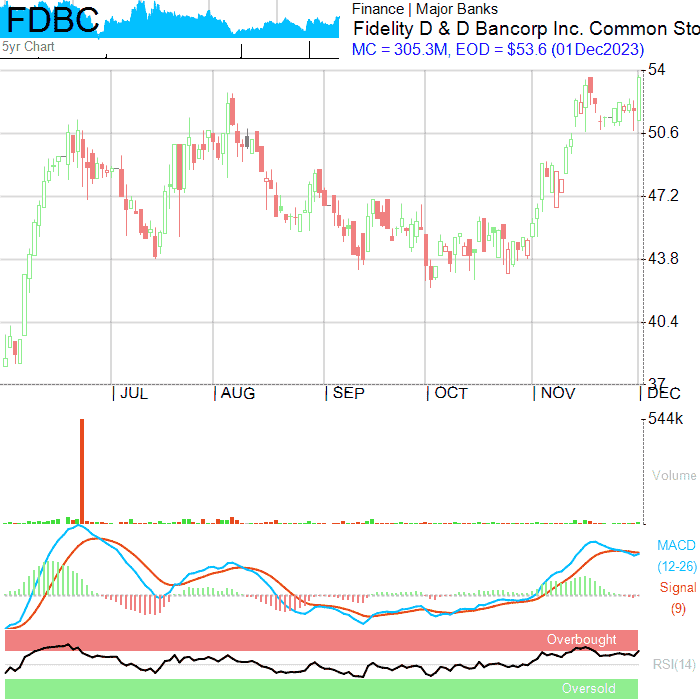 FDBC
5yr Chart
Finance | Major Banks
Fidelity D & D Bancorp Inc. Common Sto
MC = 305.3M, EOD = $53.6 (01Dec2023)
54
50.6
47.2
43.8
40.4
37
JUL
AUG
SEP
OCT
NOV
DEC
544k
Volume
MACD
(12-26)
Signal
(9)
Overbought
RSI(14)
Oversold